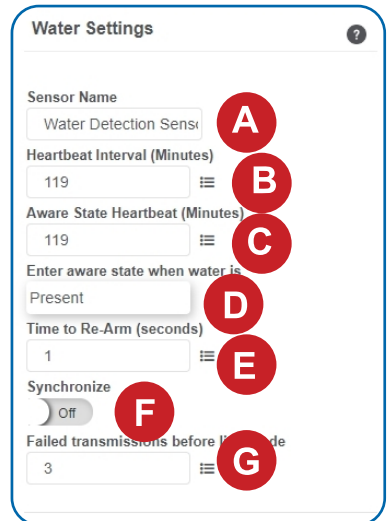 Water Settings
?
Sensor Name
Water Detection Sens
A
Heartbeat Interval (Minutes)
119
B
Aware State Heartbeat (Minutes)
119
C
Enter aware state when water is
Present
D
Time to Re-Arm (seconds)
1
E
Synchronize
Off
F
Failed transmissions before
3
G